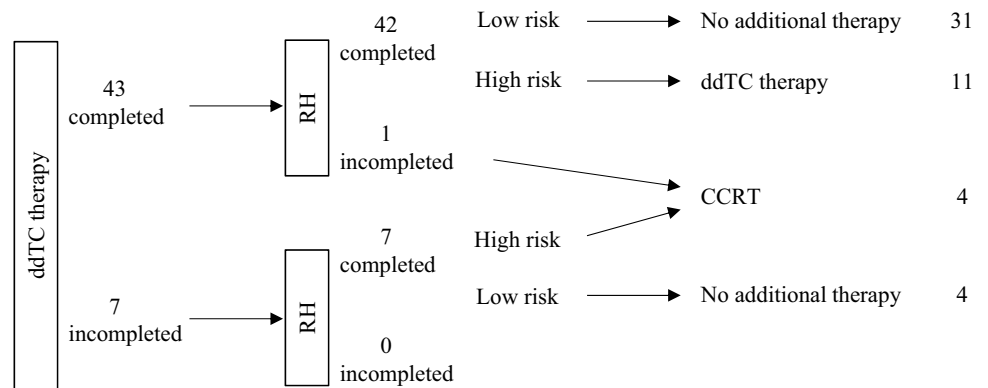 ddTC therapy
43
completed
7
incompleted
RH
42
completed
1
incompleted
RH
7
completed
0
incompleted
Low risk
No additional therapy
31
High risk
ddTC therapy
11
CCRT
4
High risk
Low risk
No additional therapy
4